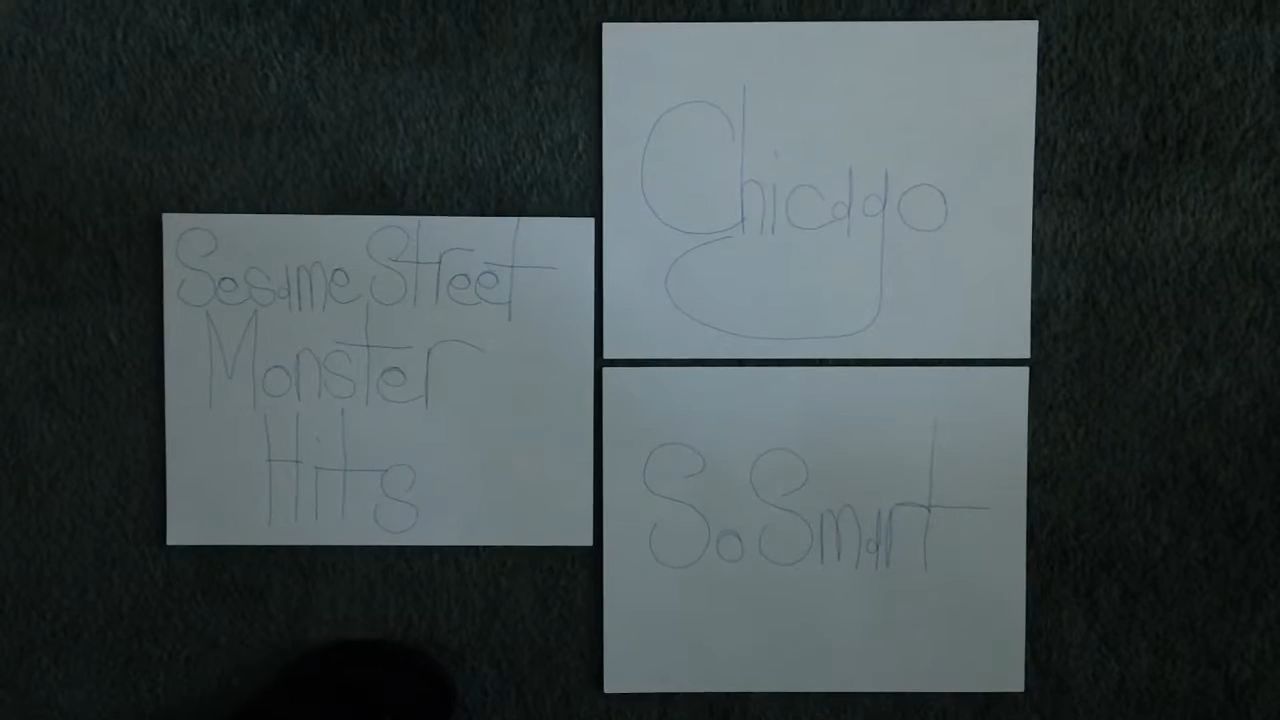 Sesame Street
Monster
Hits
Chicago
So Smart